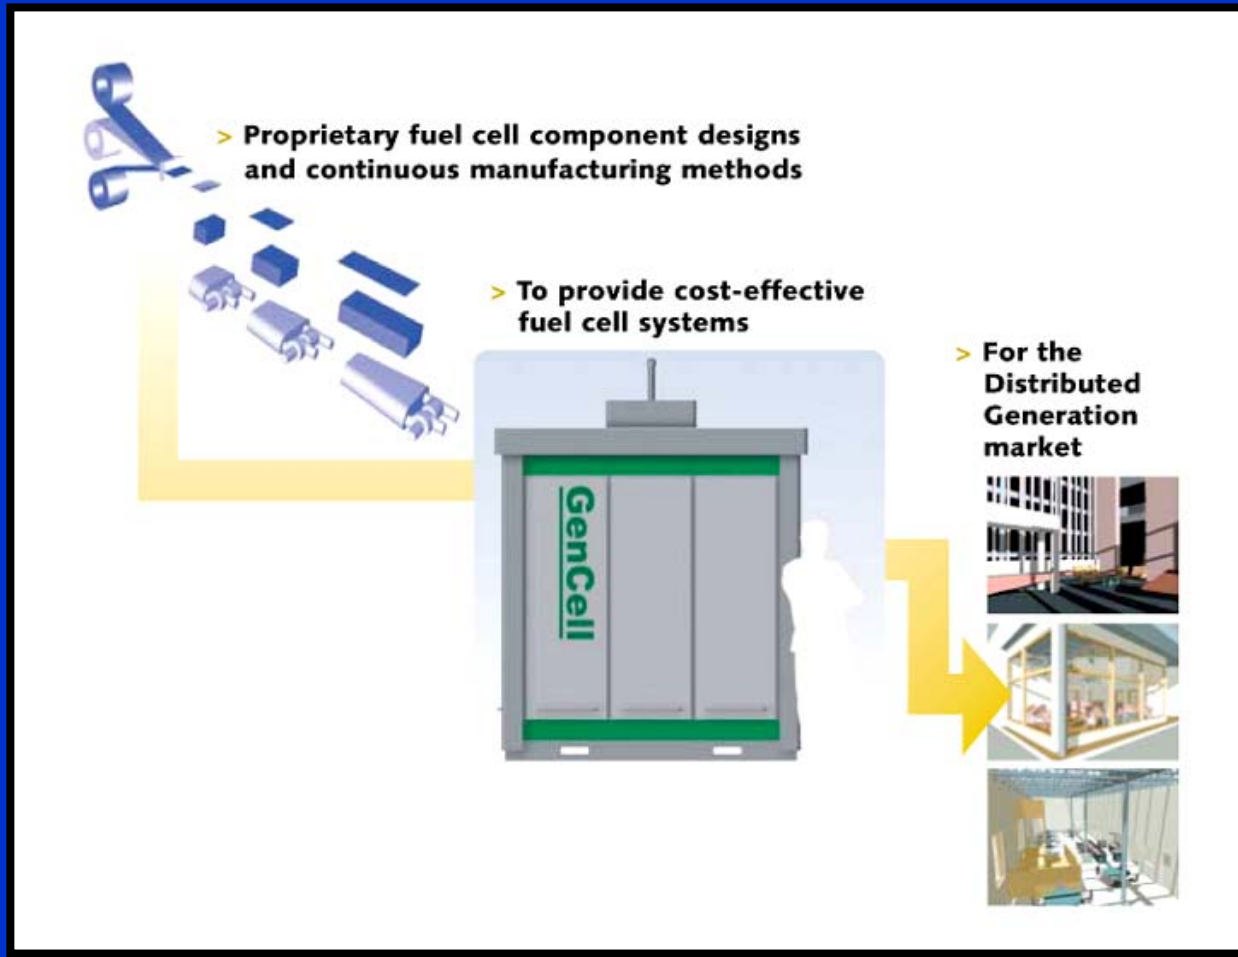 > Proprietary fuel cell component designs
and continuous manufacturing methods
> To provide cost-effective
fuel cell systems
> For the
Distributed
Generation
market
GenCell